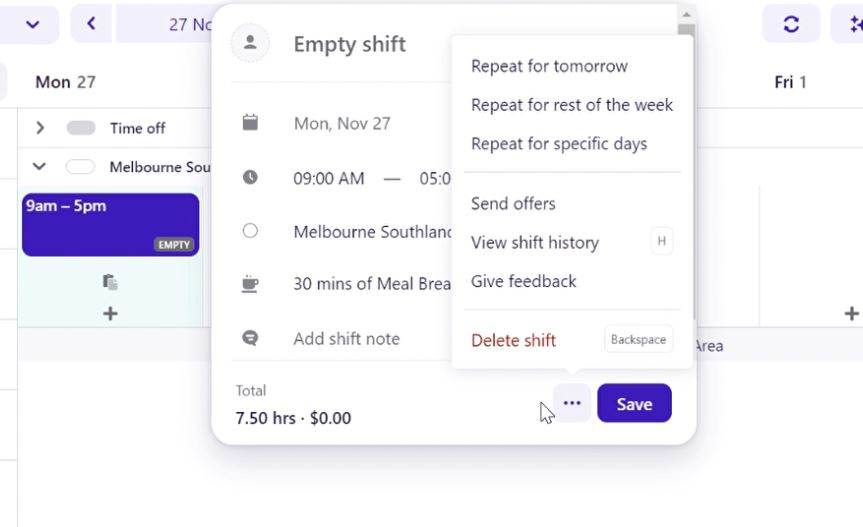 27 No
Mon 27
Fri 1
Time off
Melbourne Sou
9am – 5pm
EMPTY
Empty shift
Mon, Nov 27
09:00 AM — 05:0
Melbourne Southland
30 mins of Meal Brea
Add shift note
Total
7.50 hrs · $0.00
Save
Repeat for tomorrow
Repeat for rest of the week
Repeat for specific days
Send offers
View shift history H
Give feedback
Delete shift Backspace
Area